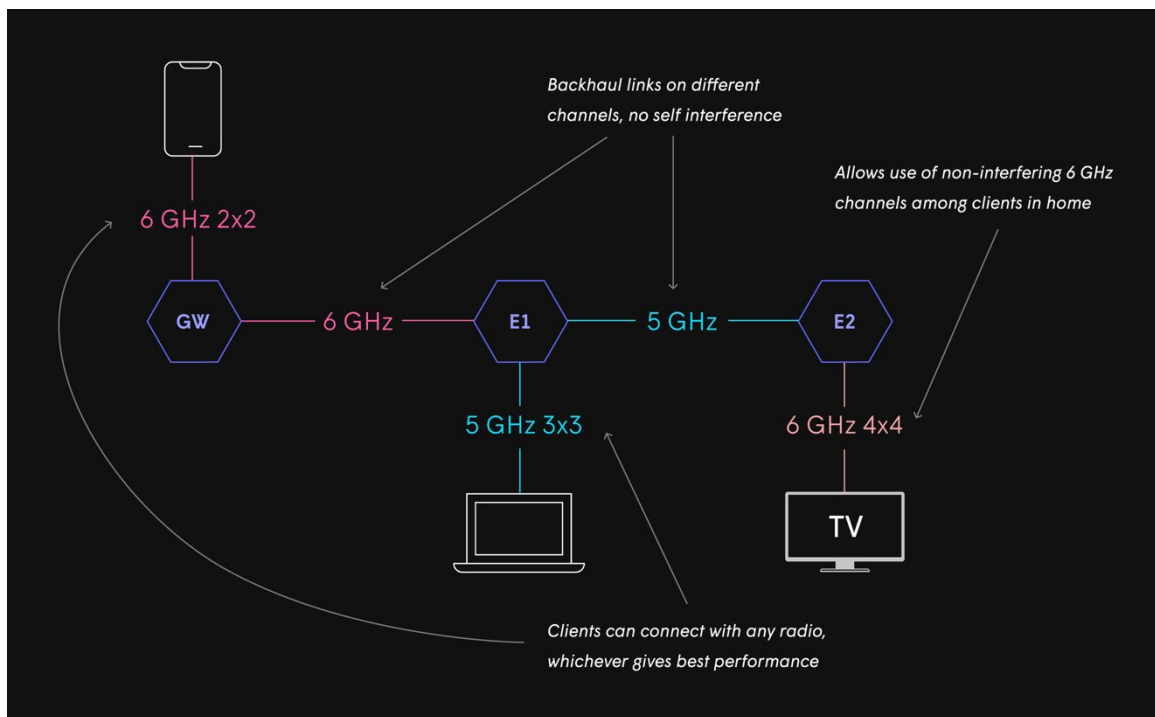 Backhaul links on different
channels, no self interference
Allows use of non-interfering 6 GHz
channels among clients in home
6 GHz 2x2
GW
6 GHz
E1
5 GHz
E2
5 GHz 3x3
6 GHz 4x4
TV
Clients can connect with any radio,
whichever gives best performance